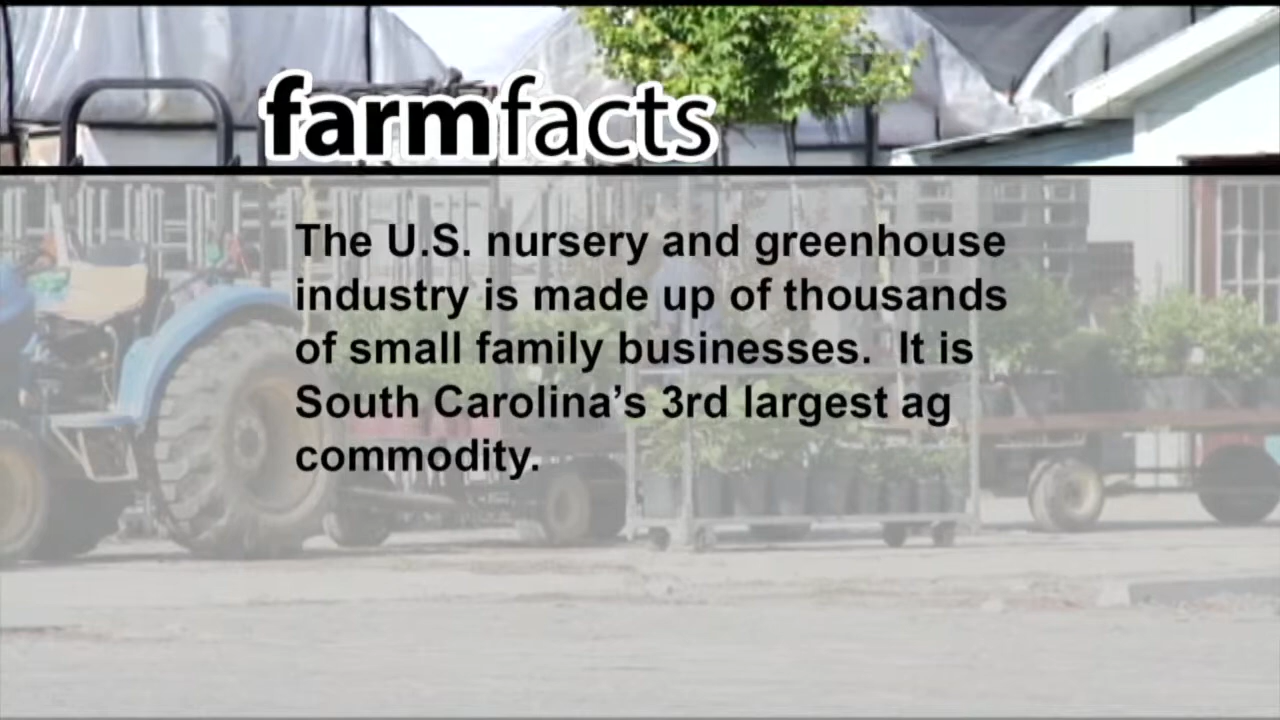 farmfacts
The U.S. nursery and greenhouse
industry is made up of thousands
of small family businesses.  It is
South Carolina’s 3rd largest ag
commodity.